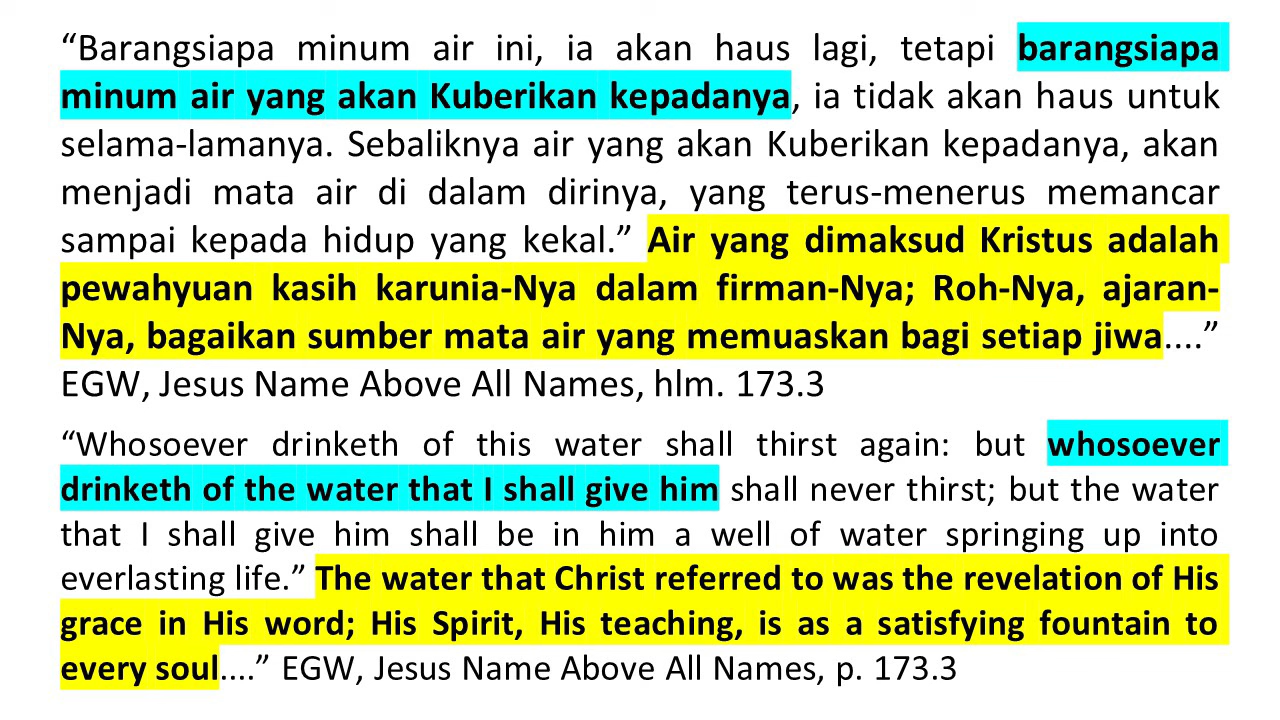 “Barangsiapa minum air ini, ia akan haus lagi, tetapi barangsiapa
minum air yang akan Kuberikan kepadanya, ia tidak akan haus untuk
selama-lamanya. Sebaliknya air yang akan Kuberikan kepadanya, akan
menjadi mata air di dalam dirinya, yang terus-menerus memancar
sampai kepada hidup yang kekal.” Air yang dimaksud Kristus adalah
pewahyuan kasih karunia-Nya dalam firman-Nya; Roh-Nya, ajaran-
Nya, bagaikan sumber mata air yang memuaskan bagi setiap jiwa....”
EGW, Jesus Name Above All Names, hlm. 173.3
“Whosoever drinketh of this water shall thirst again: but whosoever
drinketh of the water that I shall give him shall never thirst; but the water
that I shall give him shall be in him a well of water springing up into
everlasting life.” The water that Christ referred to was the revelation of His
grace in His word; His Spirit, His teaching, is as a satisfying fountain to
every soul....” EGW, Jesus Name Above All Names, p. 173.3